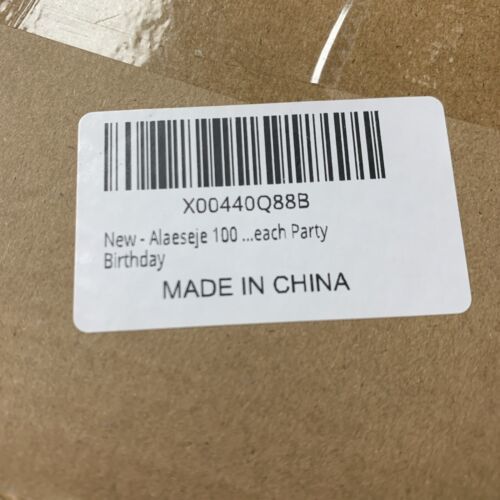 X00440Q88B
New - Alaeseje 100 ...each Party
Birthday
MADE IN CHINA